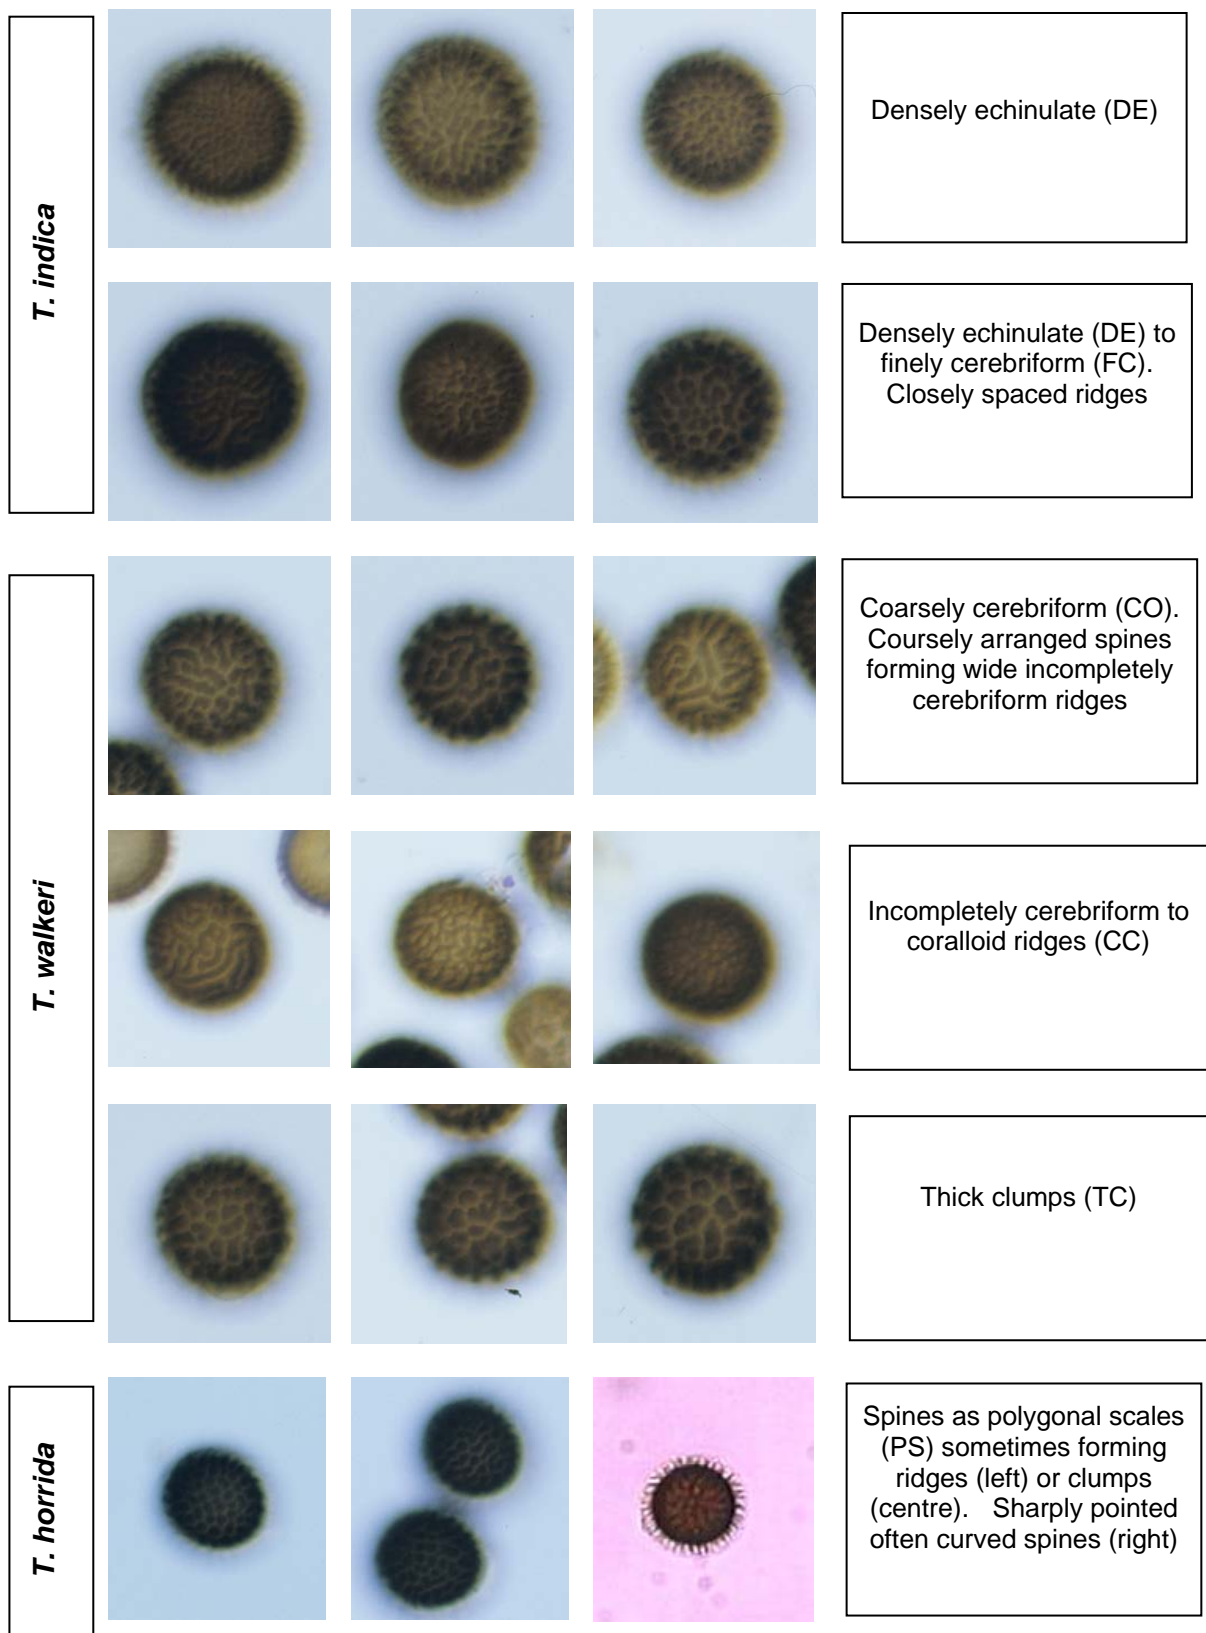 T. indica
Densely echinulate (DE)
Densely echinulate (DE) to
finely cerebriform (FC).
Closely spaced ridges
T. walkeri
Coarsely cerebriform (CO).
Coursely arranged spines
forming wide incompletely
cerebriform ridges
Incompletely cerebriform to
coralloid ridges (CC)
Thick clumps (TC)
T. horrida
Spines as polygonal scales
(PS) sometimes forming
ridges (left) or clumps
(centre). Sharply pointed
often curved spines (right)